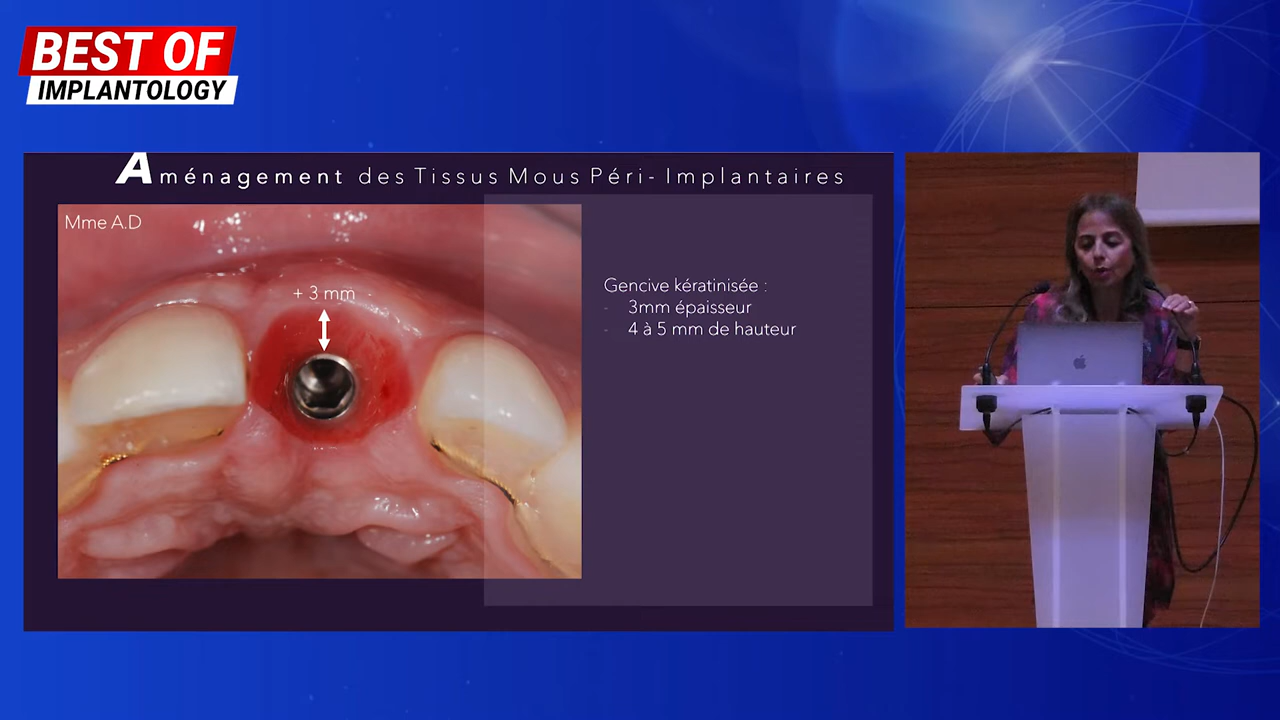 BEST OF
IMPLANTOLOGY
Aménagement des Tissus Mous Péri- Implantaires
Mme A.D
+ 3 mm
Gencive kératinisée :
- 3mm épaisseur
- 4 à 5 mm de hauteur